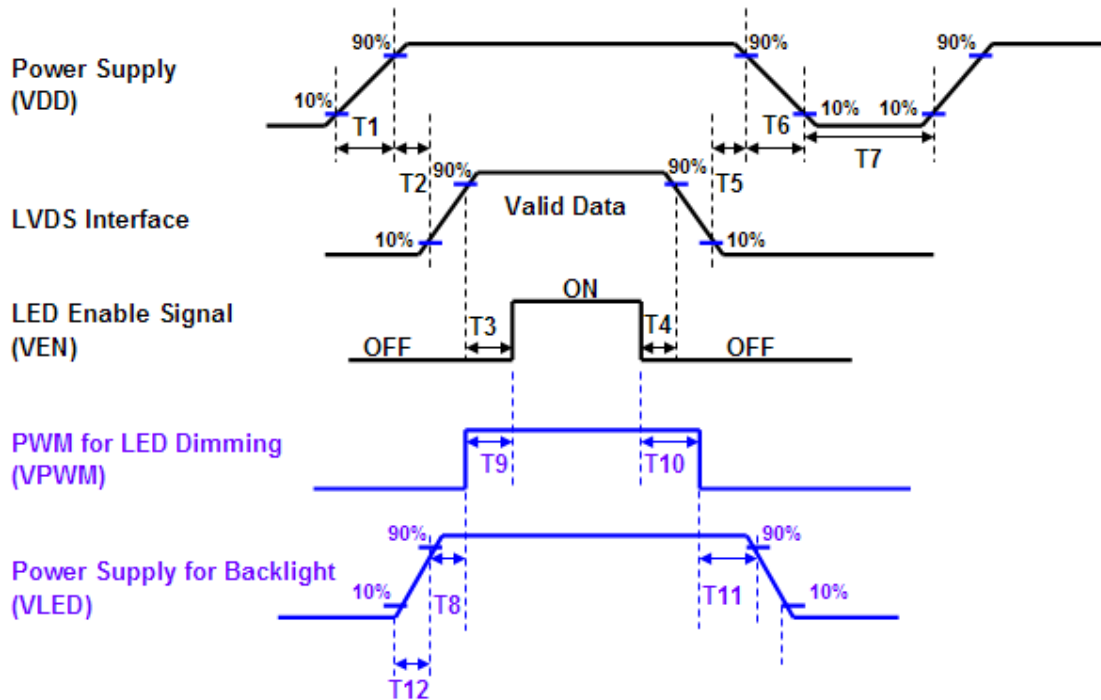 90% 90% 90%
Power Supply
(VDD)
10% 10% 10%
T1 T6
T7
T2 T5
90% 90%
Valid Data
LVDS Interface
10% 10%
ON
LED Enable Signal
(VEN)
T3 T4
OFF OFF
PWM for LED Dimming
(VPWM)
T9 T10
90% 90%
Power Supply for Backlight
(VLED)
10% 10%
T8 T11
T12